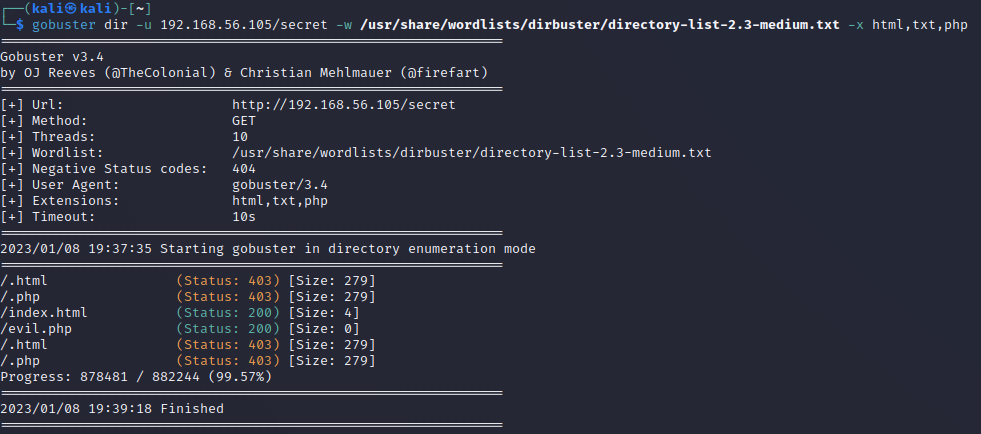 ┌──(kali㉿kali)-[~]
└─$ gobuster dir -u 192.168.56.105/secret -w /usr/share/wordlists/dirbuster/directory-list-2.3-medium.txt -x html,txt,php
===============================================================
Gobuster v3.4
by OJ Reeves (@TheColonial) & Christian Mehlmauer (@firefart)
===============================================================
[+] Url:                     http://192.168.56.105/secret
[+] Method:                  GET
[+] Threads:                 10
[+] Wordlist:                /usr/share/wordlists/dirbuster/directory-list-2.3-medium.txt
[+] Negative Status codes:   404
[+] User Agent:              gobuster/3.4
[+] Extensions:              html,txt,php
[+] Timeout:                 10s
===============================================================
2023/01/08 19:37:35 Starting gobuster in directory enumeration mode
===============================================================
/.html                (Status: 403) [Size: 279]
/.php                 (Status: 403) [Size: 279]
/index.html           (Status: 200) [Size: 4]
/evil.php             (Status: 200) [Size: 0]
/.html                (Status: 403) [Size: 279]
/.php                 (Status: 403) [Size: 279]
Progress: 878481 / 882244 (99.57%)
===============================================================
2023/01/08 19:39:18 Finished
===============================================================